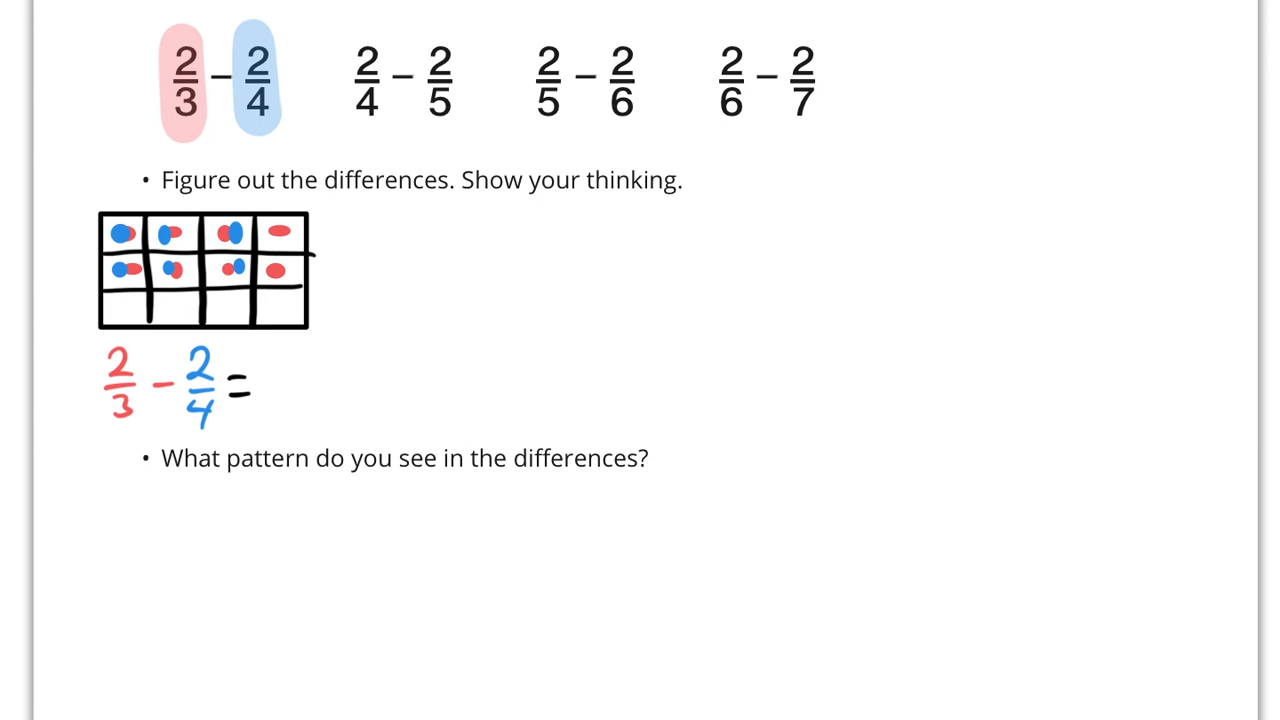 2/3 − 2/4   2/4 − 2/5   2/5 − 2/6   2/6 − 2/7
• Figure out the differences. Show your thinking.
2/3 − 2/4 =
• What pattern do you see in the differences?